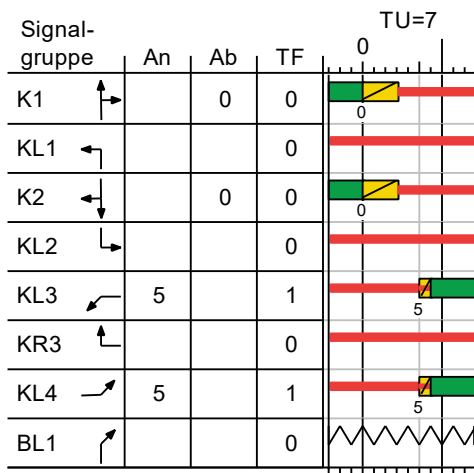 TU=7
Signal-
gruppe An Ab TF 0
K1 0 0
0
KL1 0
K2 0 0
0
KL2 0
KL3 5 1
5
KR3 0
KL4 5 1
5
BL1 0